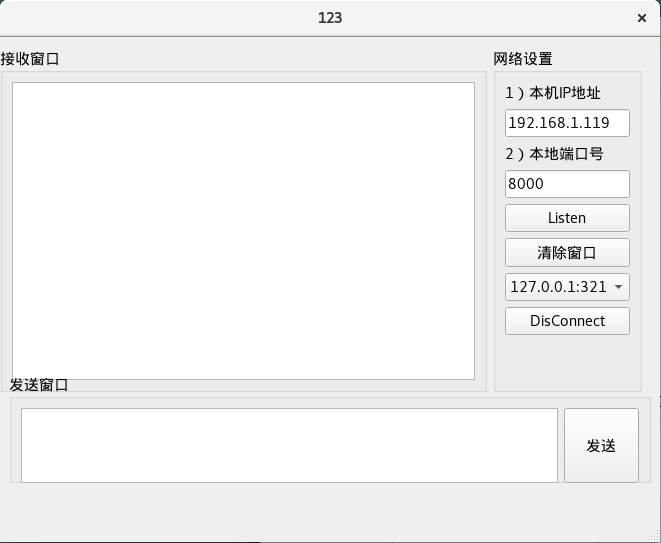 123
接收窗口
网络设置
1）本机IP地址
192.168.1.119
2）本地端口号
8000
Listen
清除窗口
127.0.0.1:321
DisConnect
发送窗口
发送